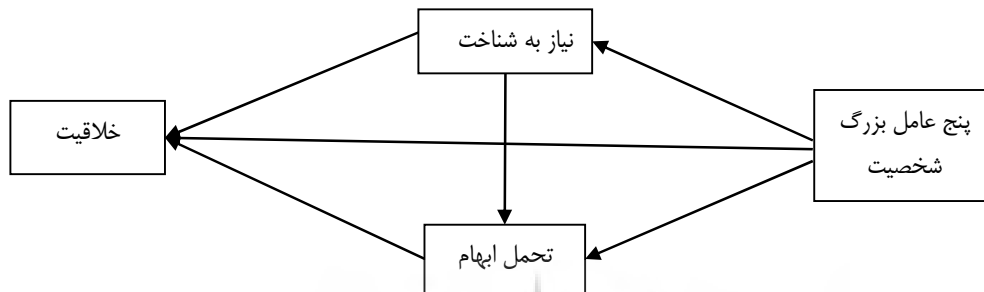 نیاز به شناخت
پنج عامل بزرگ
شخصیت
خلاقیت
تحمل ابهام